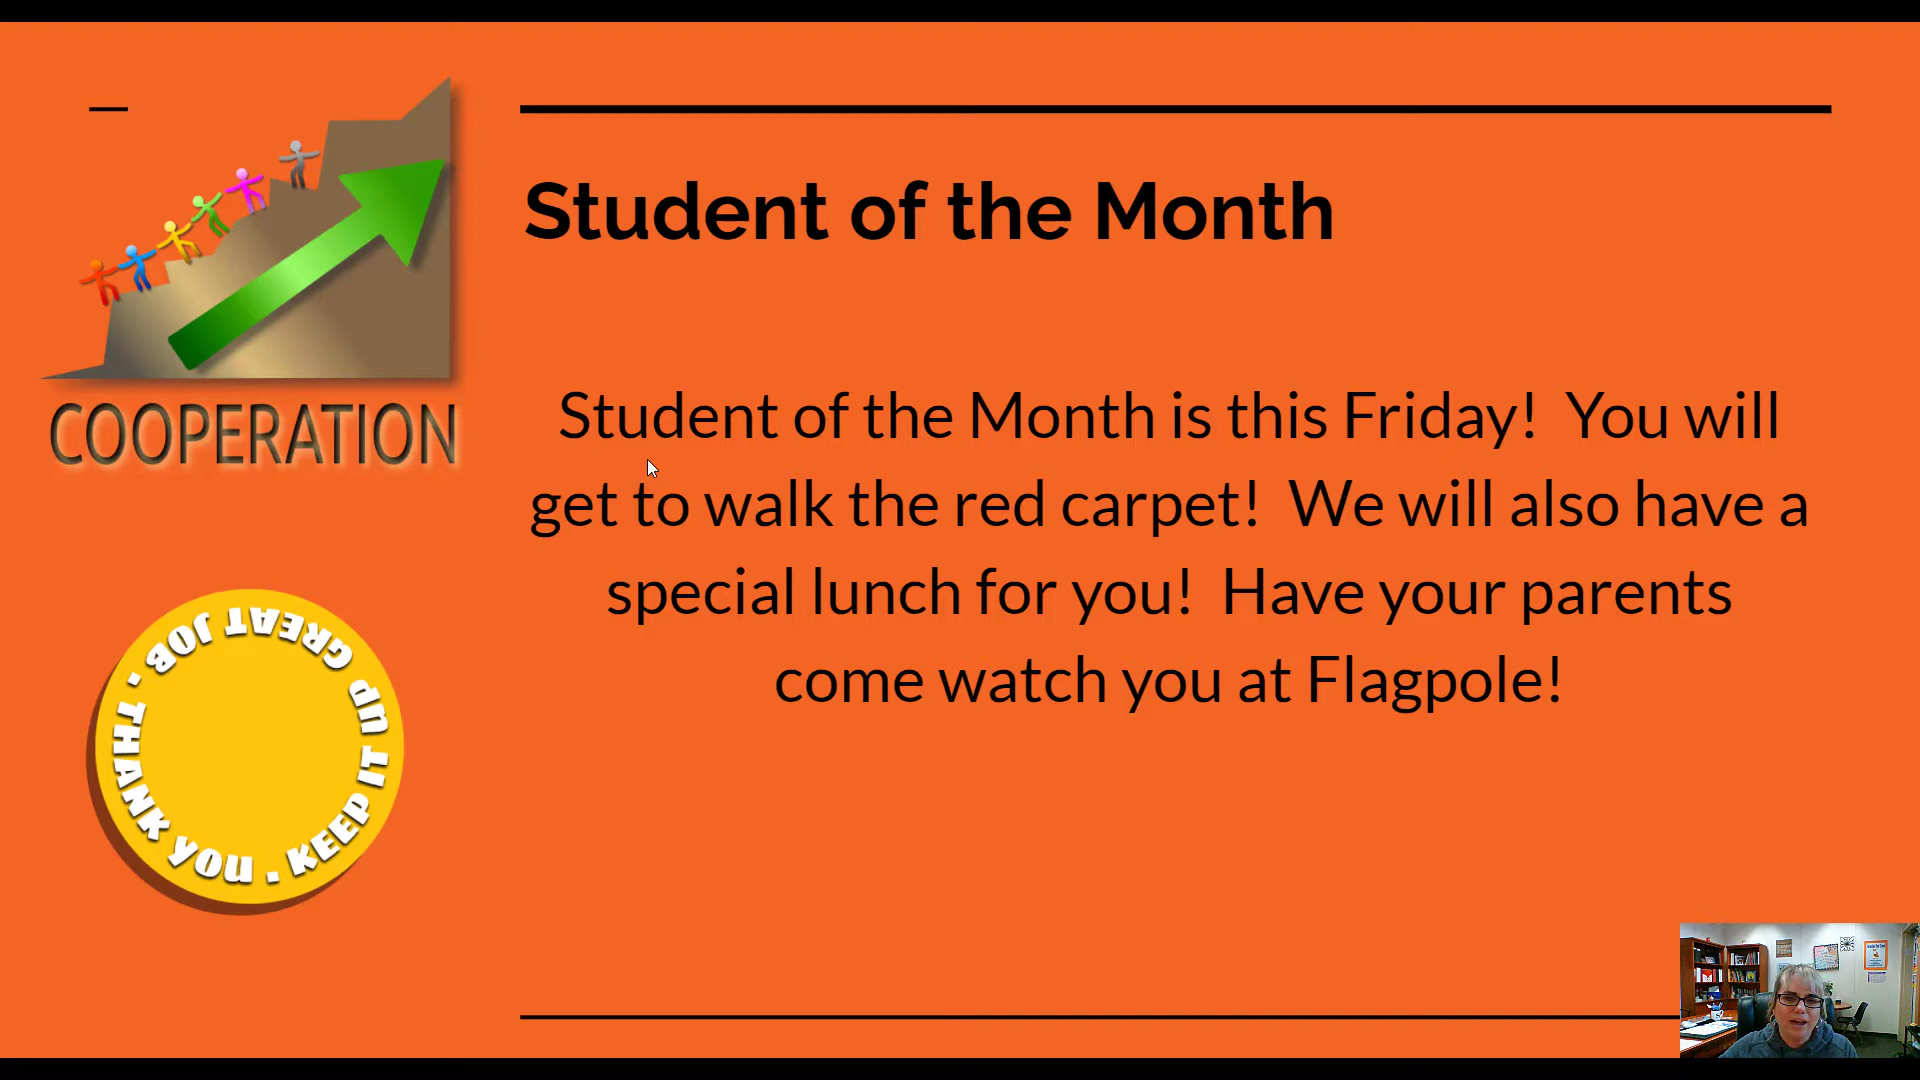 Student of the Month
Student of the Month is this Friday! You will
get to walk the red carpet! We will also have a
special lunch for you! Have your parents
come watch you at Flagpole!
COOPERATION
GREAT JOB . THANK YOU . KEEP IT UP